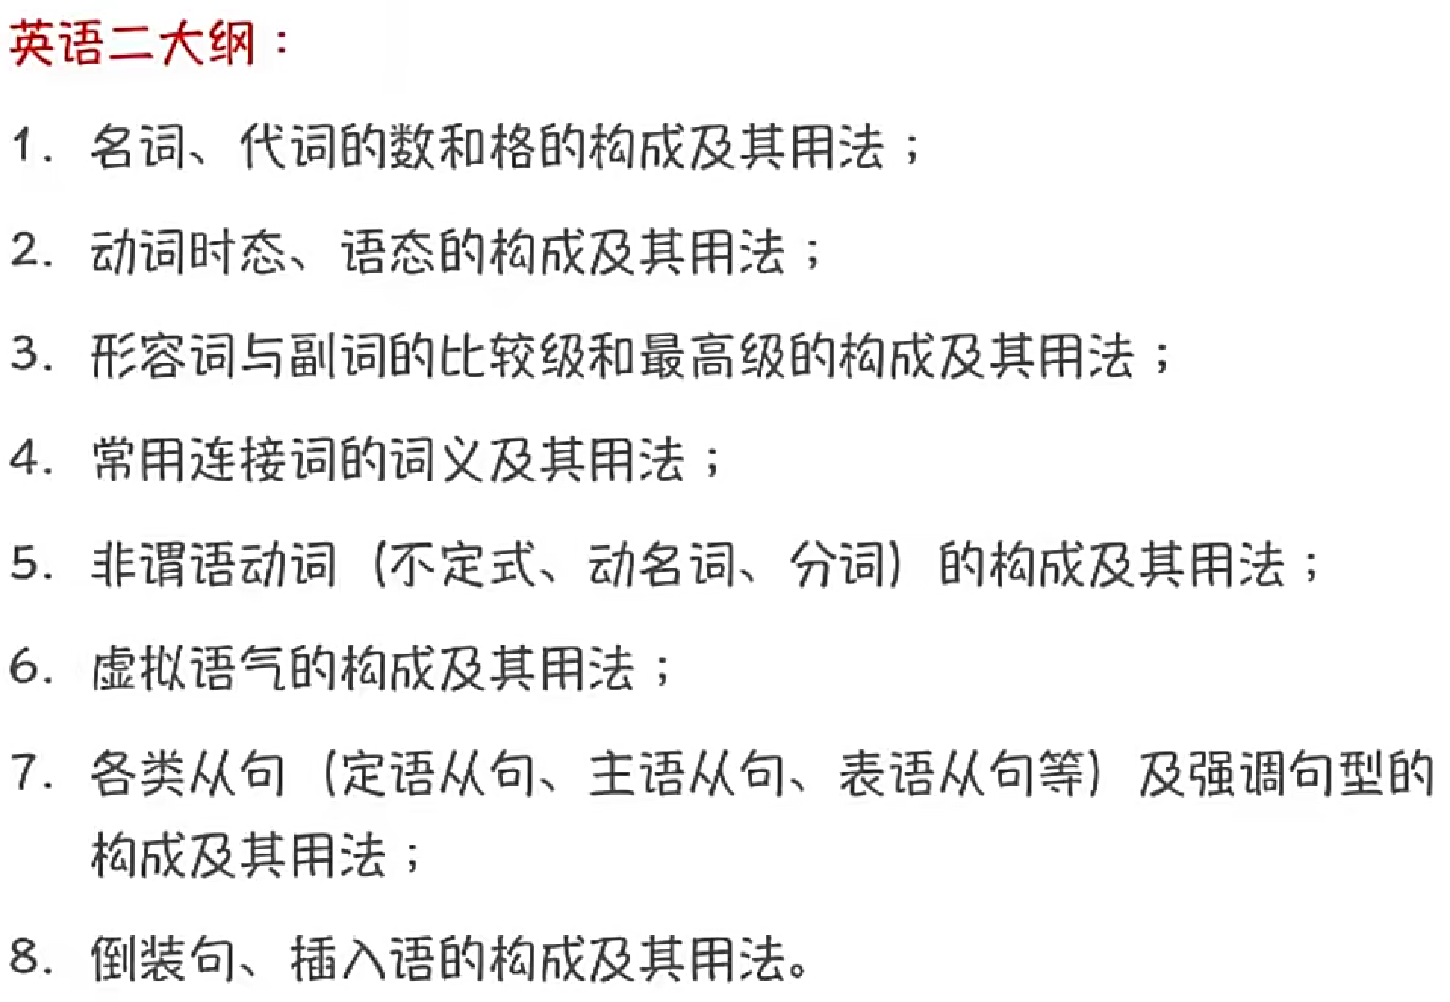 英语二大纲：
1. 名词、代词的数和格的构成及其用法；
2. 动词时态、语态的构成及其用法；
3. 形容词与副词的比较级和最高级的构成及其用法；
4. 常用连接词的词义及其用法；
5. 非谓语动词（不定式、动名词、分词）的构成及其用法；
6. 虚拟语气的构成及其用法；
7. 各类从句（定语从句、主语从句、表语从句等）及强调句型的
构成及其用法；
8. 倒装句、插入语的构成及其用法。